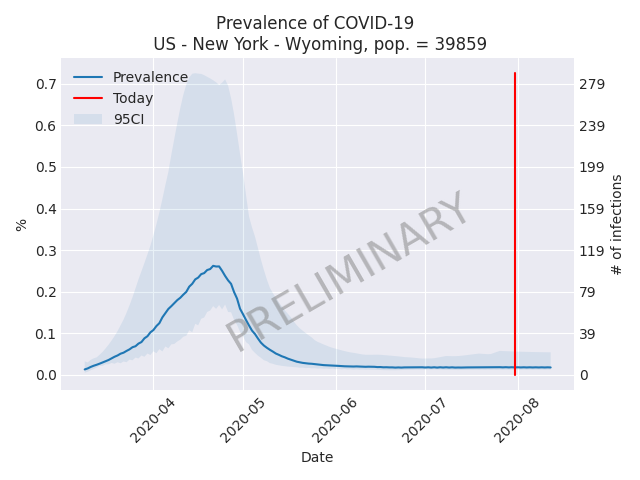 Prevalence of COVID-19
US - New York - Wyoming, pop. = 39859
Prevalence
Today
95CI
PRELIMINARY
%
0.7
0.6
0.5
0.4
0.3
0.2
0.1
0.0
279
239
199
159
119
79
39
0
# of infections
2020-04
2020-05
2020-06
2020-07
2020-08
Date